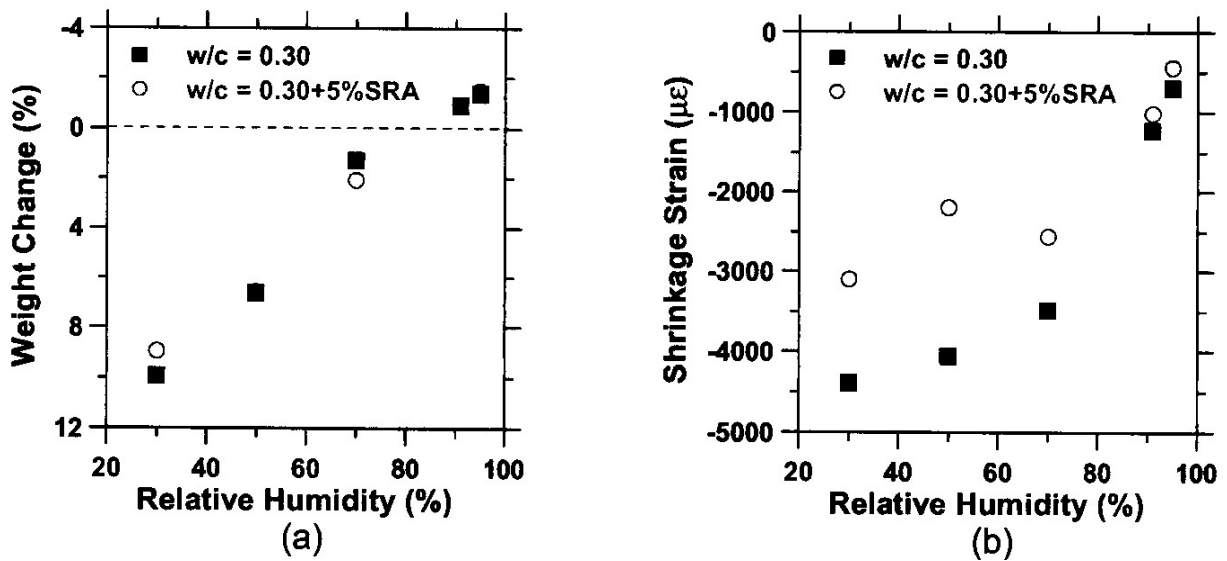 -4
0
4
8
12
Weight Change (%)
w/c = 0.30
w/c = 0.30+5%SRA
20 40 60 80 100
Relative Humidity (%)
(a)
0
-1000
-2000
-3000
-4000
-5000
Shrinkage Strain (με)
w/c = 0.30
w/c = 0.30+5%SRA
20 40 60 80 100
Relative Humidity (%)
(b)